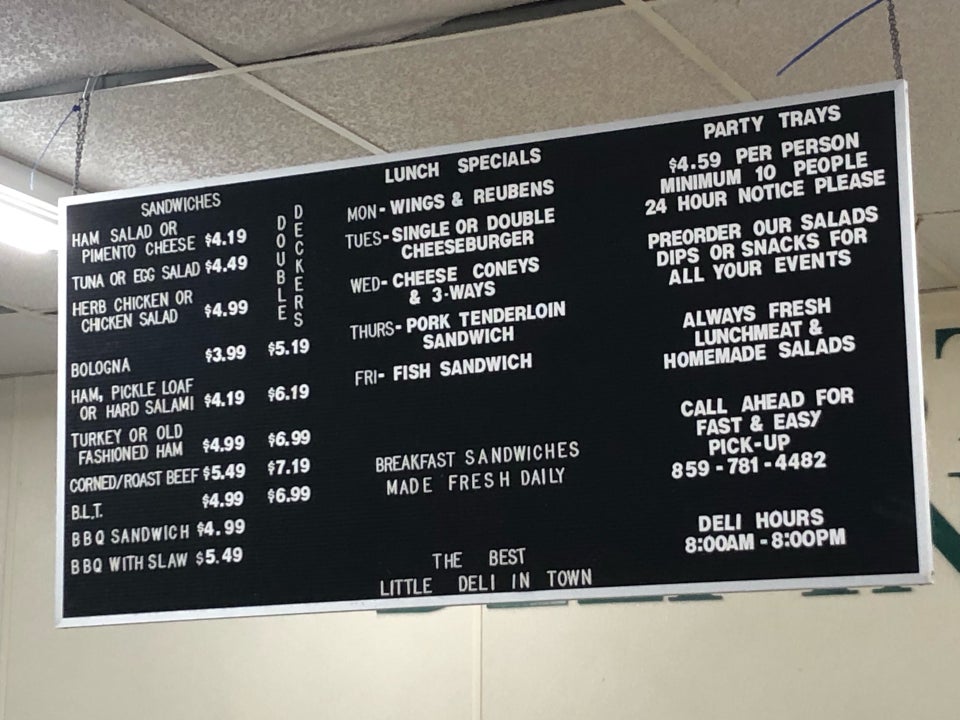 SANDWICHES
DOUBLE
DECKERS
HAM SALAD OR
PIMENTO CHEESE $4.19
TUNA OR EGG SALAD $4.49
HERB CHICKEN OR
CHICKEN SALAD $4.99
BOLOGNA $3.99 $5.19
HAM, PICKLE LOAF
OR HARD SALAMI $4.19 $6.19
TURKEY OR OLD
FASHIONED HAM $4.99 $6.99
CORNED/ROAST BEEF $5.49 $7.19
B.L.T. $4.99 $6.99
BBQ SANDWICH $4.99
BBQ WITH SLAW $5.49
LUNCH SPECIALS
MON- WINGS & REUBENS
TUES- SINGLE OR DOUBLE
CHEESEBURGER
WED- CHEESE CONEYS
& 3-WAYS
THURS- PORK TENDERLOIN
SANDWICH
FRI- FISH SANDWICH
BREAKFAST SANDWICHES
MADE FRESH DAILY
THE BEST
LITTLE DELI IN TOWN
PARTY TRAYS
$4.59 PER PERSON
MINIMUM 10 PEOPLE
24 HOUR NOTICE PLEASE
PREORDER OUR SALADS
DIPS OR SNACKS FOR
ALL YOUR EVENTS
ALWAYS FRESH
LUNCHMEAT &
HOMEMADE SALADS
CALL AHEAD FOR
FAST & EASY
PICK-UP
859-781-4482
DELI HOURS
8:00AM - 8:00PM